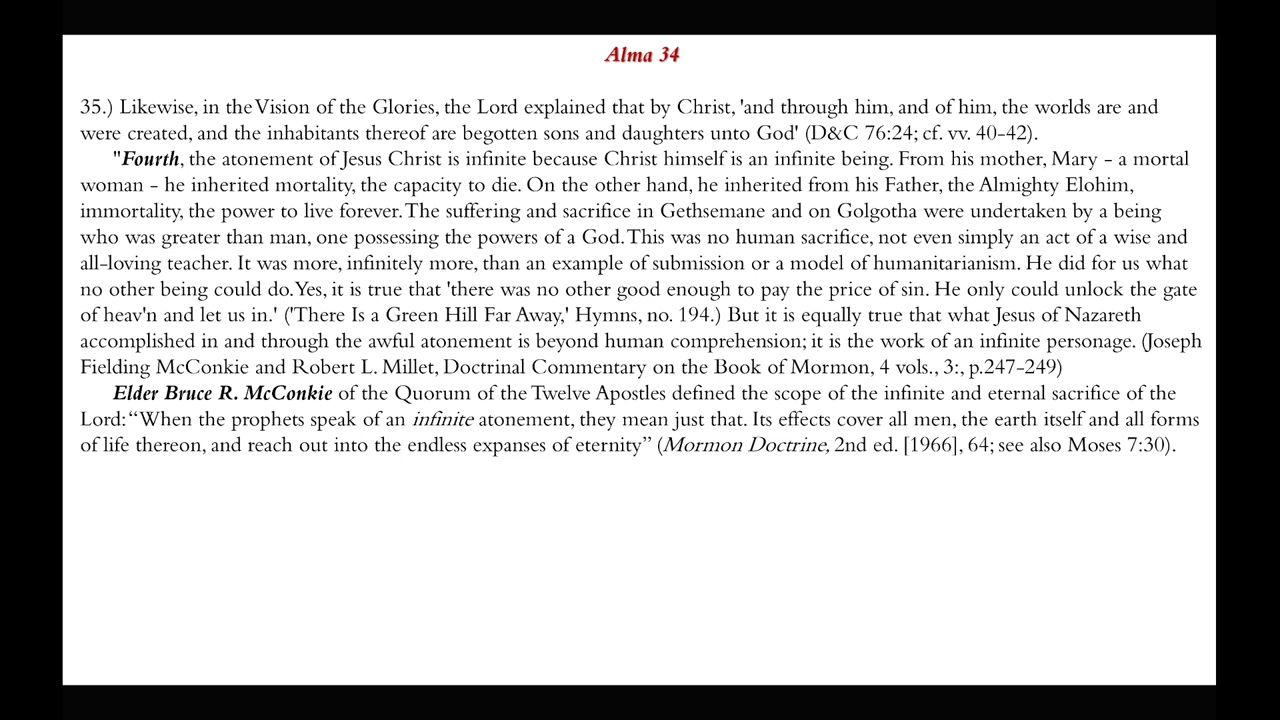 Alma 34
35.) Likewise, in the Vision of the Glories, the Lord explained that by Christ, 'and through him, and of him, the worlds are and
were created, and the inhabitants thereof are begotten sons and daughters unto God' (D&C 76:24; cf. vv. 40-42).
"Fourth, the atonement of Jesus Christ is infinite because Christ himself is an infinite being. From his mother, Mary - a mortal
woman - he inherited mortality, the capacity to die. On the other hand, he inherited from his Father, the Almighty Elohim,
immortality, the power to live forever. The suffering and sacrifice in Gethsemane and on Golgotha were undertaken by a being
who was greater than man, one possessing the powers of a God. This was no human sacrifice, not even simply an act of a wise and
all-loving teacher. It was more, infinitely more, than an example of submission or a model of humanitarianism. He did for us what
no other being could do. Yes, it is true that 'there was no other good enough to pay the price of sin. He only could unlock the gate
of heav'n and let us in.' ('There Is a Green Hill Far Away,' Hymns, no. 194.) But it is equally true that what Jesus of Nazareth
accomplished in and through the awful atonement is beyond human comprehension; it is the work of an infinite personage. (Joseph
Fielding McConkie and Robert L. Millet, Doctrinal Commentary on the Book of Mormon, 4 vols., 3:, p.247-249)
Elder Bruce R. McConkie of the Quorum of the Twelve Apostles defined the scope of the infinite and eternal sacrifice of the
Lord: “When the prophets speak of an infinite atonement, they mean just that. Its effects cover all men, the earth itself and all forms
of life thereon, and reach out into the endless expanses of eternity” (Mormon Doctrine, 2nd ed. [1966], 64; see also Moses 7:30).